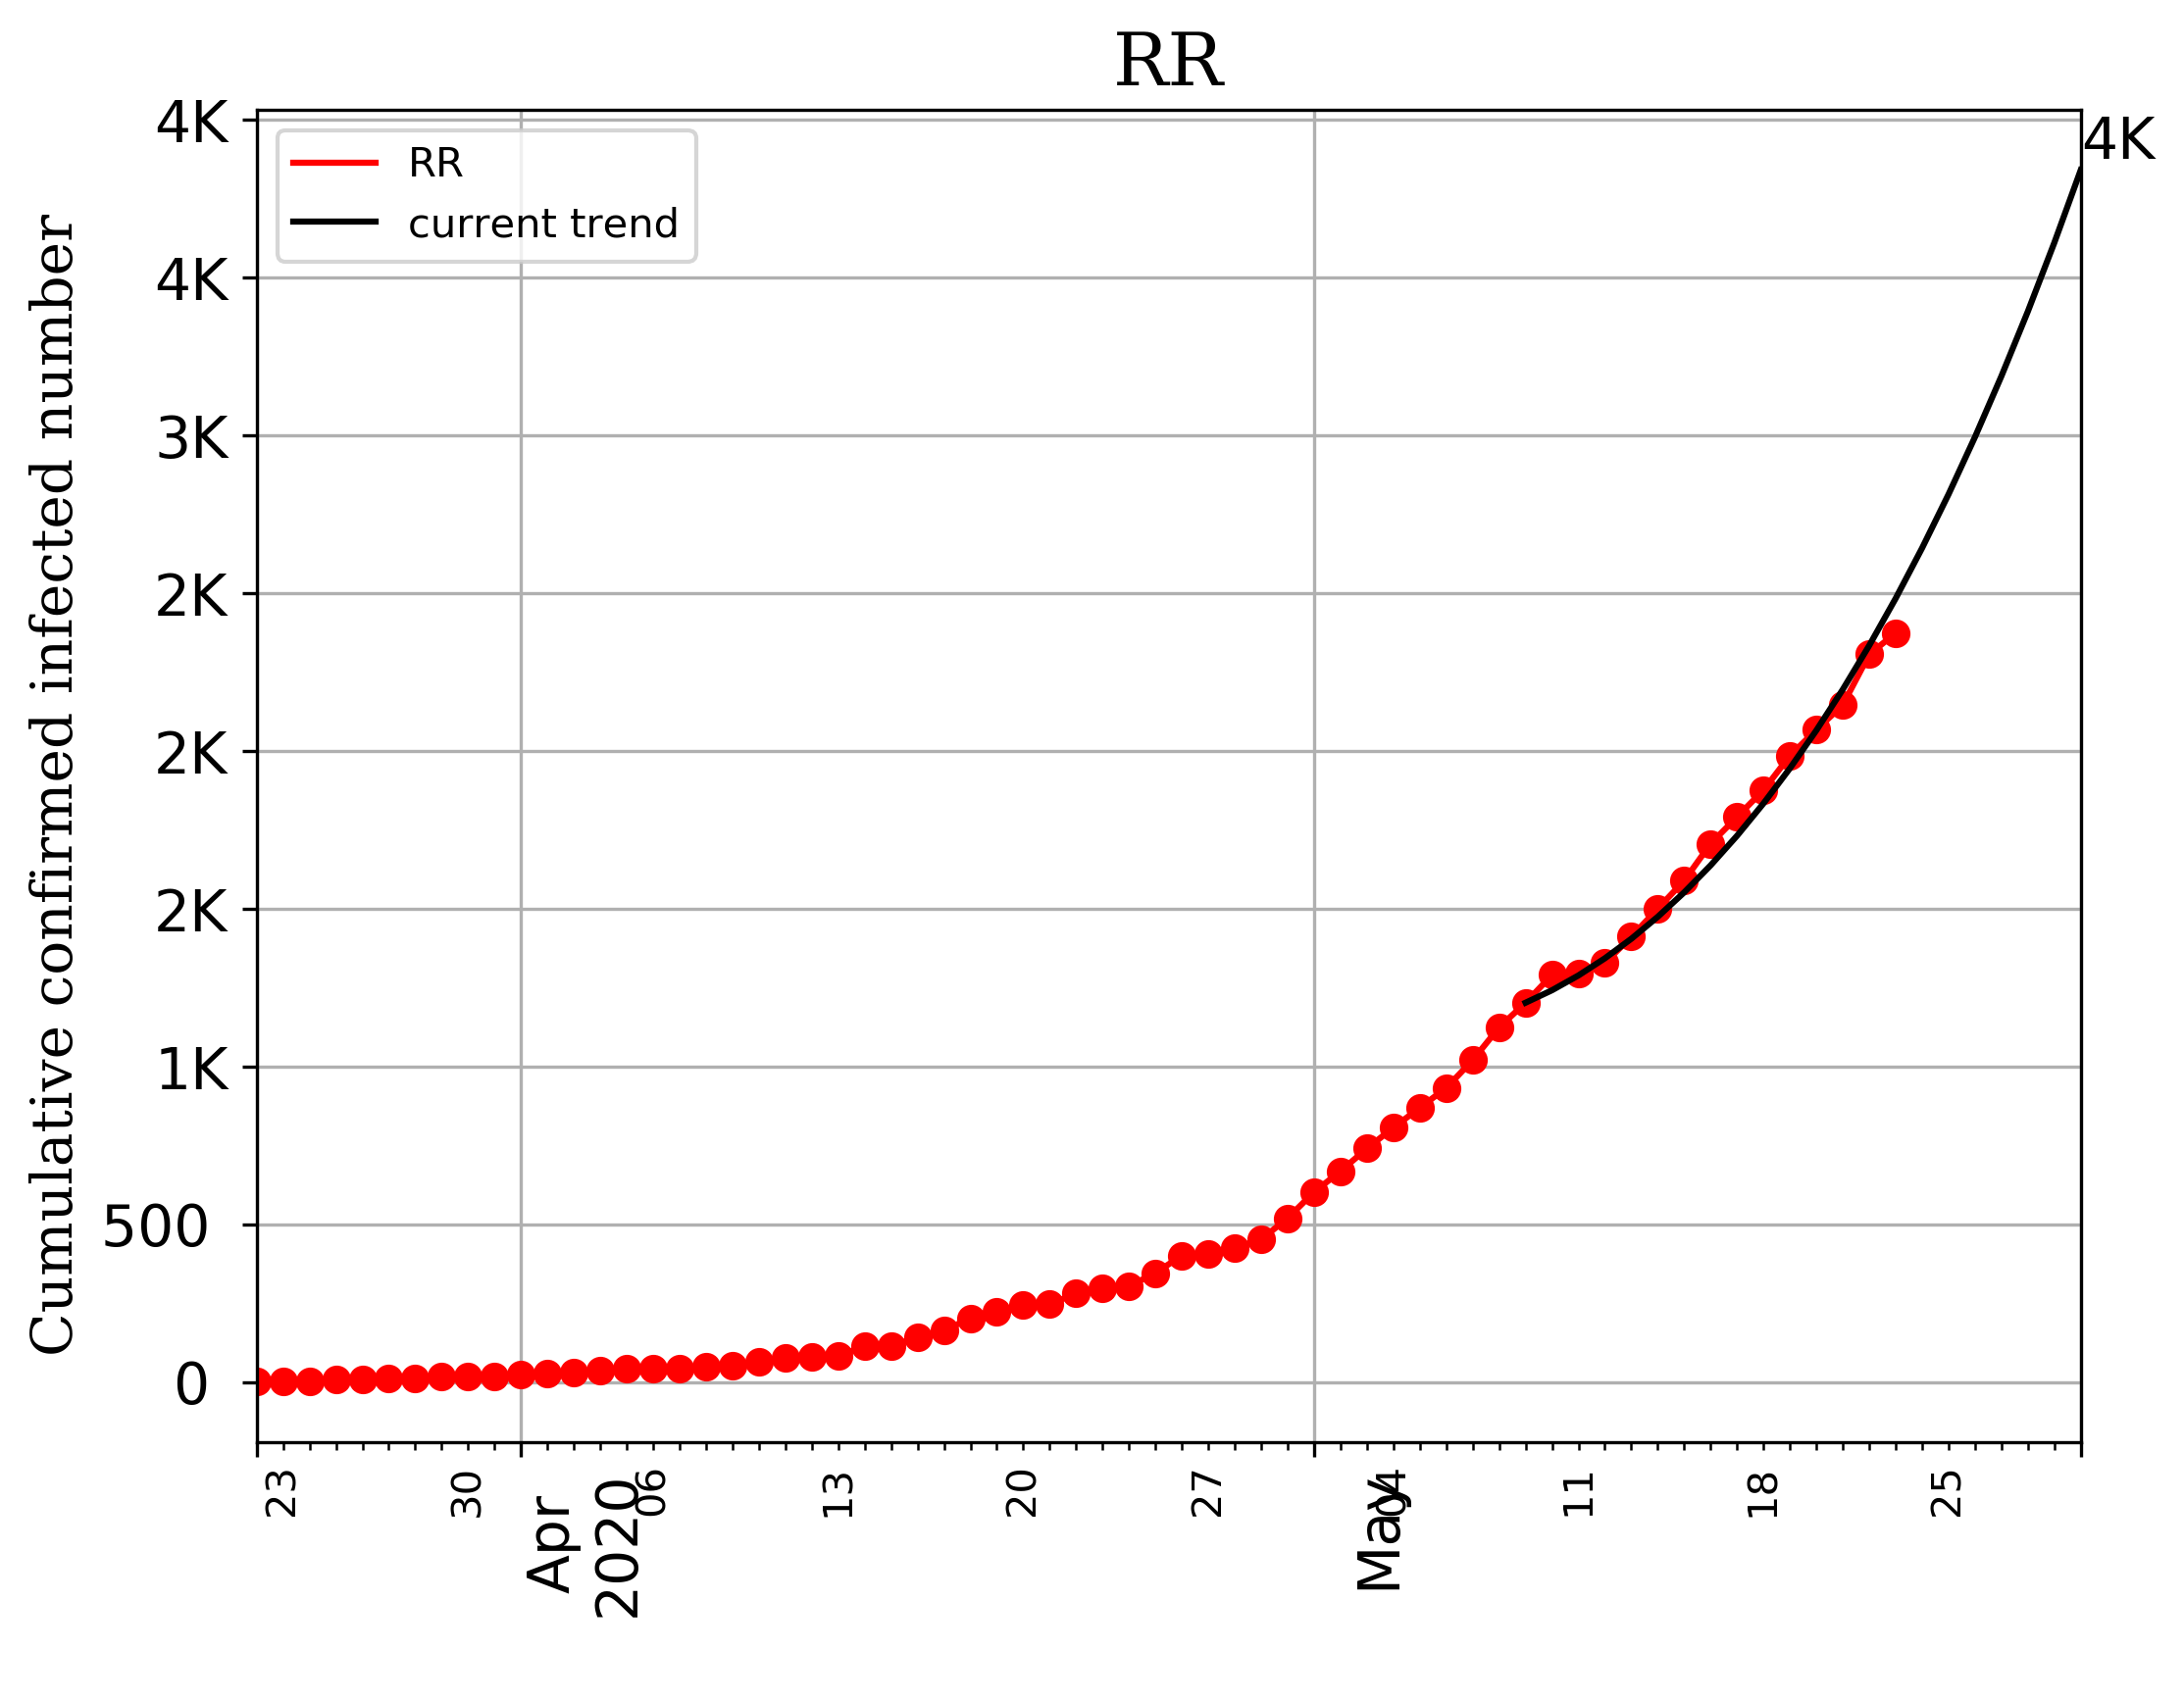 RR
4K
4K
4K
3K
2K
2K
2K
1K
500
0
Cumulative confirmed infected number
RR
current trend
23
30
06
13
20
27
04
11
18
25
Apr
2020
May